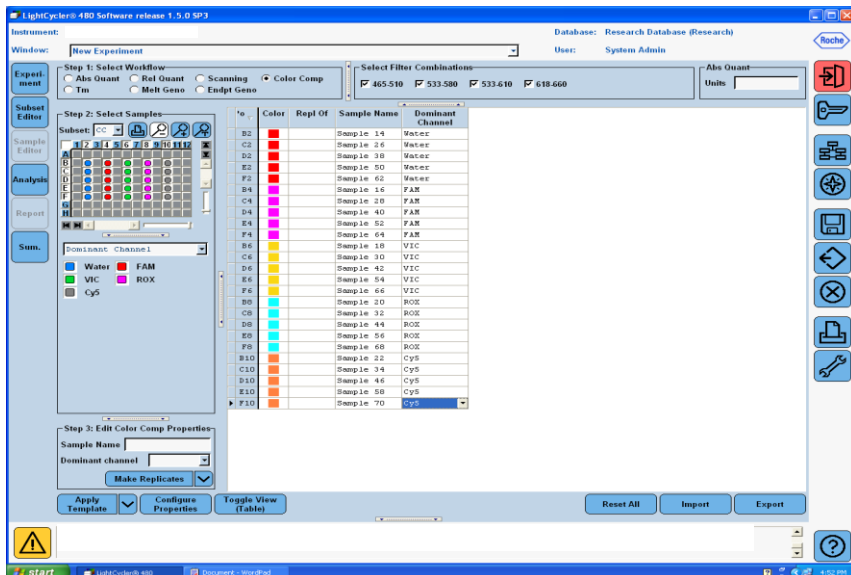 LightCycler® 480 Software release 1.5.0 SP3
Instrument:
Database: Research Database (Research)
Window: New Experiment
User: System Admin
Roche
Experi-
ment
Subset
Editor
Sample
Editor
Analysis
Report
Sum.
Step 1: Select Workflow
Abs Quant Rel Quant Scanning Color Comp
Tm Melt Geno Endpt Geno
Select Filter Combinations
465-510 533-580 533-610 618-660
Abs Quant
Units
Step 2: Select Samples
Subset: CC
1 2 3 4 5 6 7 8 9 10 11 12
A
B
C
D
E
F
G
H
Dominant Channel
Water FAM
VIC ROX
Cy5
Step 3: Edit Color Comp Properties
Sample Name
Dominant channel
Make Replicates
Color Repl Of Sample Name Dominant Channel
B2 Sample 14 Water
C2 Sample 26 Water
D2 Sample 38 Water
E2 Sample 50 Water
F2 Sample 62 Water
B4 Sample 16 FAM
C4 Sample 28 FAM
D4 Sample 40 FAM
E4 Sample 52 FAM
F4 Sample 64 FAM
B6 Sample 18 VIC
C6 Sample 30 VIC
D6 Sample 42 VIC
E6 Sample 54 VIC
F6 Sample 66 VIC
B8 Sample 20 ROX
C8 Sample 32 ROX
D8 Sample 44 ROX
E8 Sample 56 ROX
F8 Sample 68 ROX
B10 Sample 22 Cy5
C10 Sample 34 Cy5
D10 Sample 46 Cy5
E10 Sample 58 Cy5
F10 Sample 70 Cy5
Apply
Template
Configure
Properties
Toggle View
(Table)
Reset All
Import
Export
start
LightCycler® 480
Document - WordPad
4:52 PM